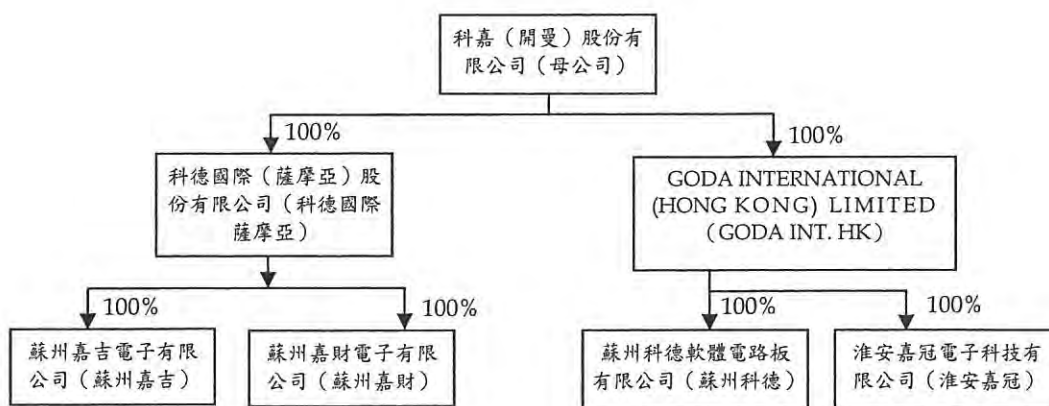 科嘉（開曼）股份有
限公司（母公司）
100%
100%
科德國際（薩摩亞）股
份有限公司（科德國際
薩摩亞）
GODA INTERNATIONAL
(HONG KONG) LIMITED
（GODA INT. HK）
100%
100%
100%
100%
蘇州嘉吉電子有限
公司（蘇州嘉吉）
蘇州嘉財電子有限
公司（蘇州嘉財）
蘇州科德軟體電路板
有限公司（蘇州科德）
淮安嘉冠電子科技有
限公司（淮安嘉冠）